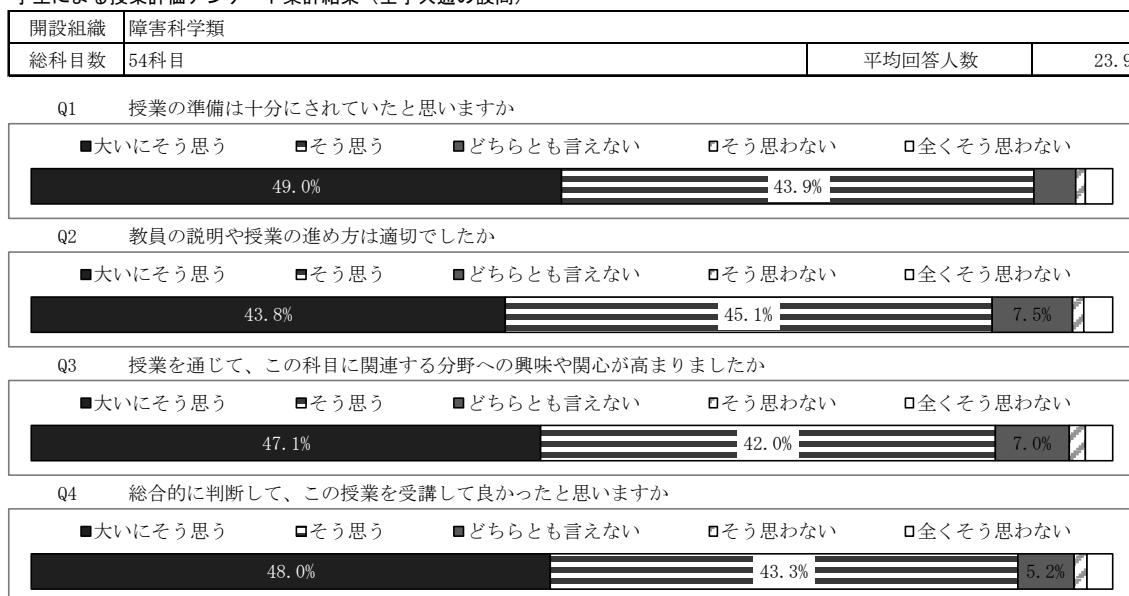 開設組織 障害科学類
総科目数 54科目 平均回答人数 23.9
Q1 授業の準備は十分にされていたと思いますか
大いにそう思う そう思う どちらとも言えない そう思わない 全くそう思わない
49.0% 43.9%
Q2 教員の説明や授業の進め方は適切でしたか
大いにそう思う そう思う どちらとも言えない そう思わない 全くそう思わない
43.8% 45.1% 7.5%
Q3 授業を通じて、この科目に関連する分野への興味や関心が高まりましたか
大いにそう思う そう思う どちらとも言えない そう思わない 全くそう思わない
47.1% 42.0% 7.0%
Q4 総合的に判断して、この授業を受講して良かったと思いますか
大いにそう思う そう思う どちらとも言えない そう思わない 全くそう思わない
48.0% 43.3% 5.2%